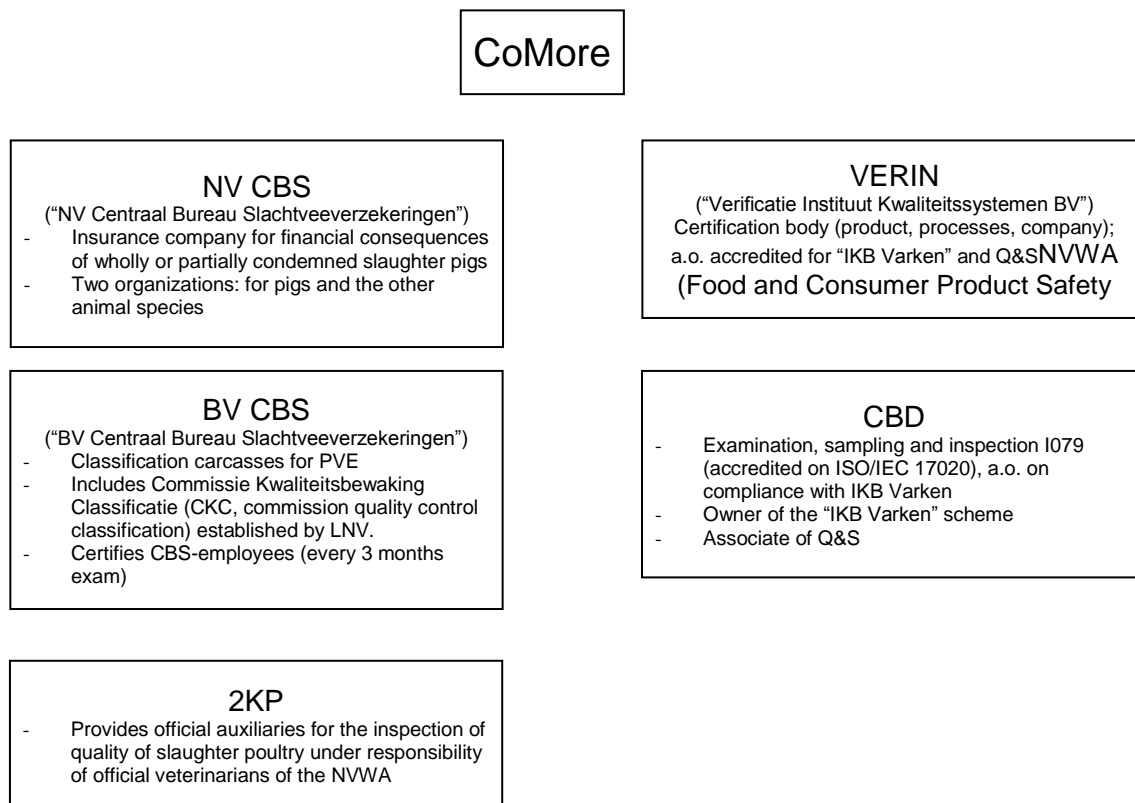 CoMore
NV CBS
(“NV Centraal Bureau Slachtveeverzekeringen”)
- Insurance company for financial consequences
of wholly or partially condemned slaughter pigs
- Two organizations: for pigs and the other
animal species
VERIN
(“Verificatie Instituut Kwaliteitssystemen BV”)
Certification body (product, processes, company);
a.o. accredited for “IKB Varken” and Q&SNVWA
(Food and Consumer Product Safety
BV CBS
(“BV Centraal Bureau Slachtveeverzekeringen”)
- Classification carcasses for PVE
- Includes Commissie Kwaliteitsbewaking
Classificatie (CKC, commission quality control
classification) established by LNV.
- Certifies CBS-employees (every 3 months
exam)
CBD
- Examination, sampling and inspection I079
(accredited on ISO/IEC 17020), a.o. on
compliance with IKB Varken
- Owner of the “IKB Varken” scheme
- Associate of Q&S
2KP
- Provides official auxiliaries for the inspection of
quality of slaughter poultry under responsibility
of official veterinarians of the NVWA